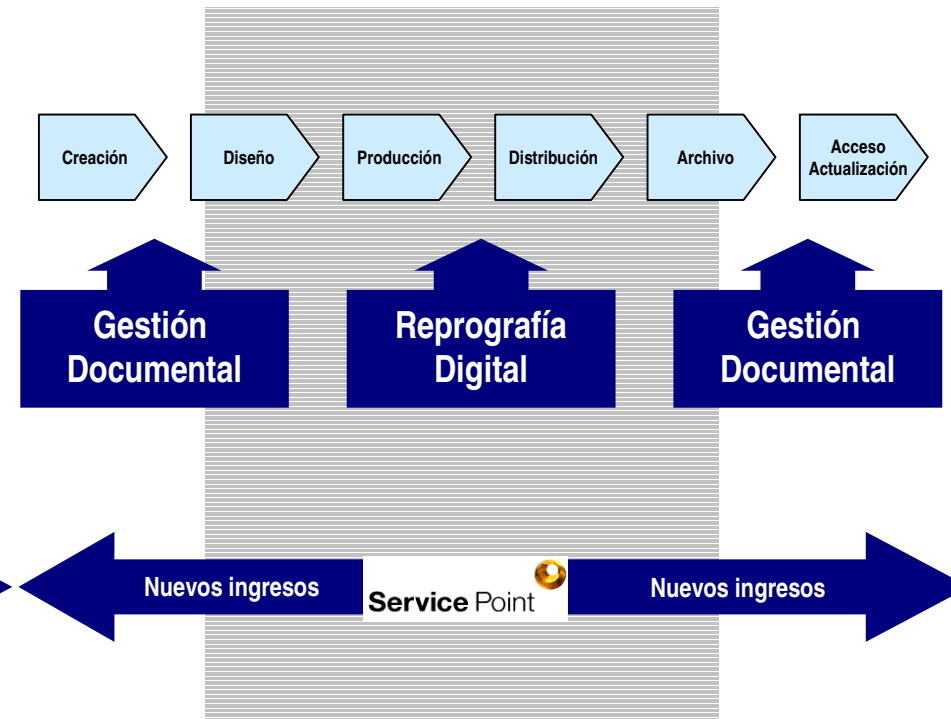 Creación
Diseño
Producción
Distribución
Archivo
Acceso
Actualización
Gestión
Documental
Reprografía
Digital
Gestión
Documental
Nuevos ingresos
Service Point
Nuevos ingresos